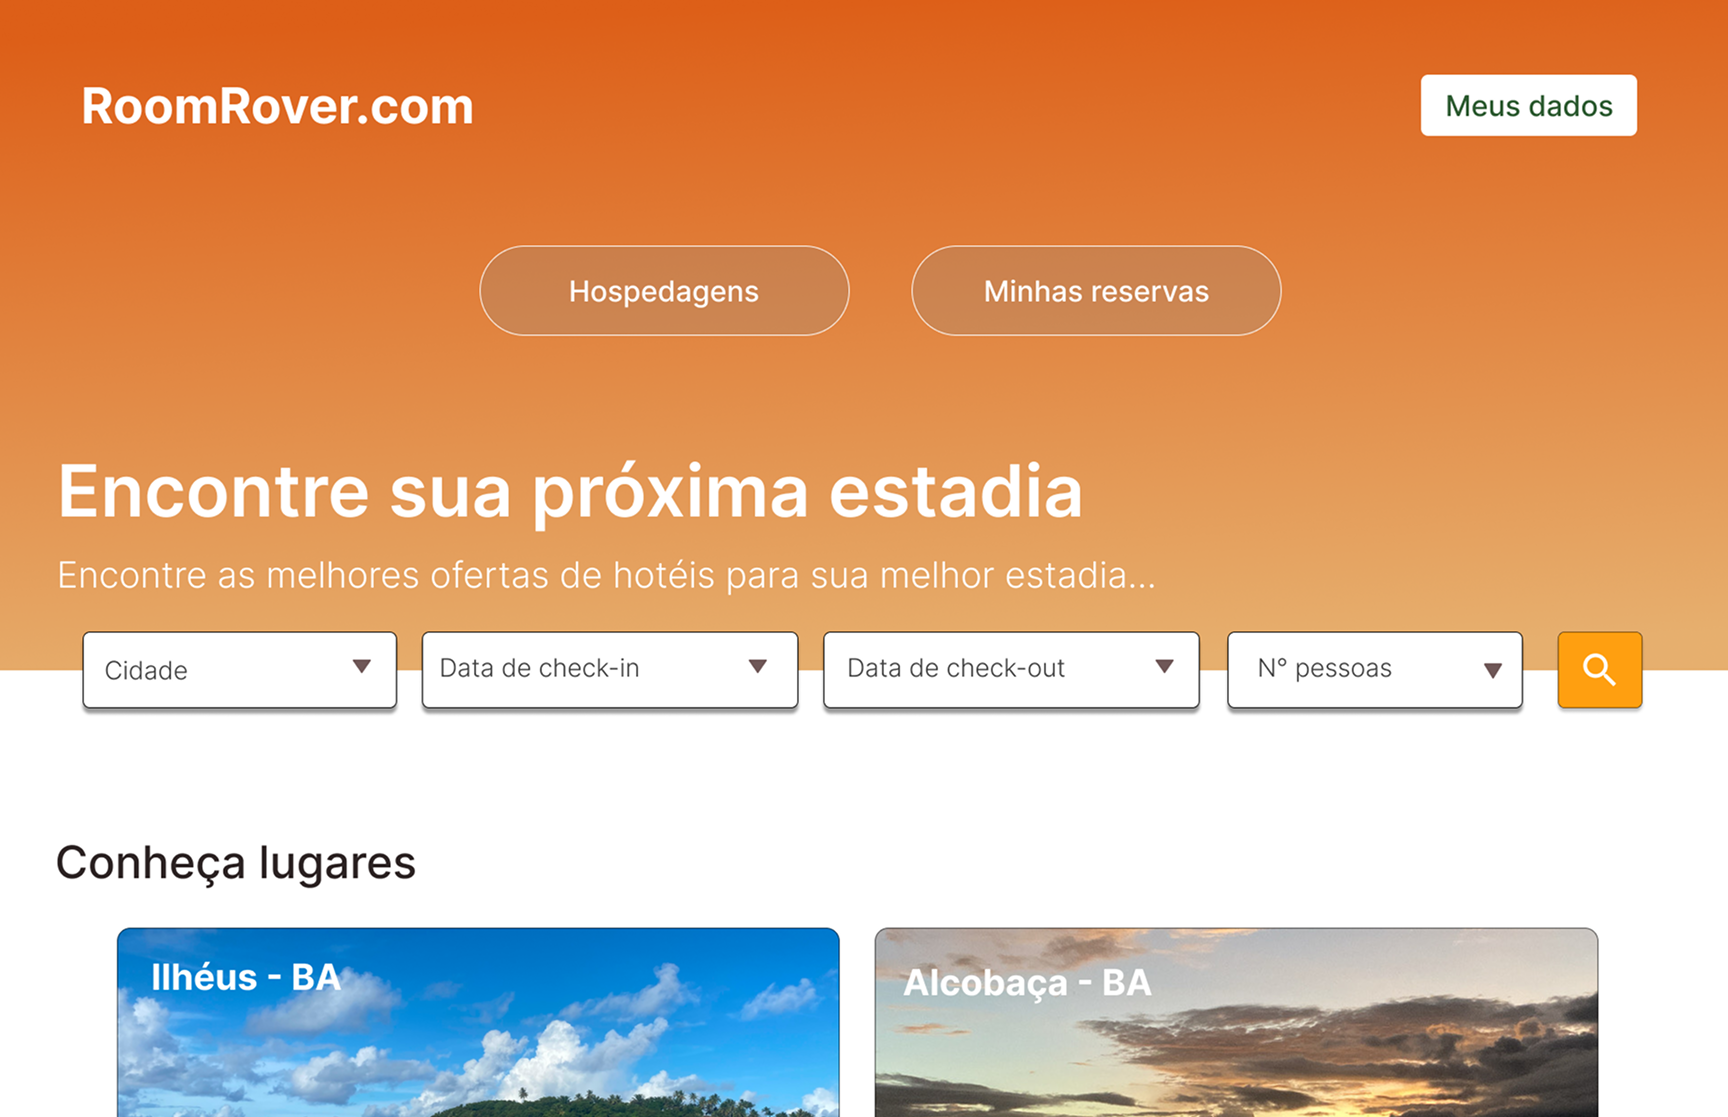 RoomRover.com
Meus dados
Hospedagens
Minhas reservas
Encontre sua próxima estadia
Encontre as melhores ofertas de hotéis para sua melhor estadia...
Cidade
Data de check-in
Data de check-out
N° pessoas
Conheça lugares
Ilhéus - BA
Alcobaça - BA